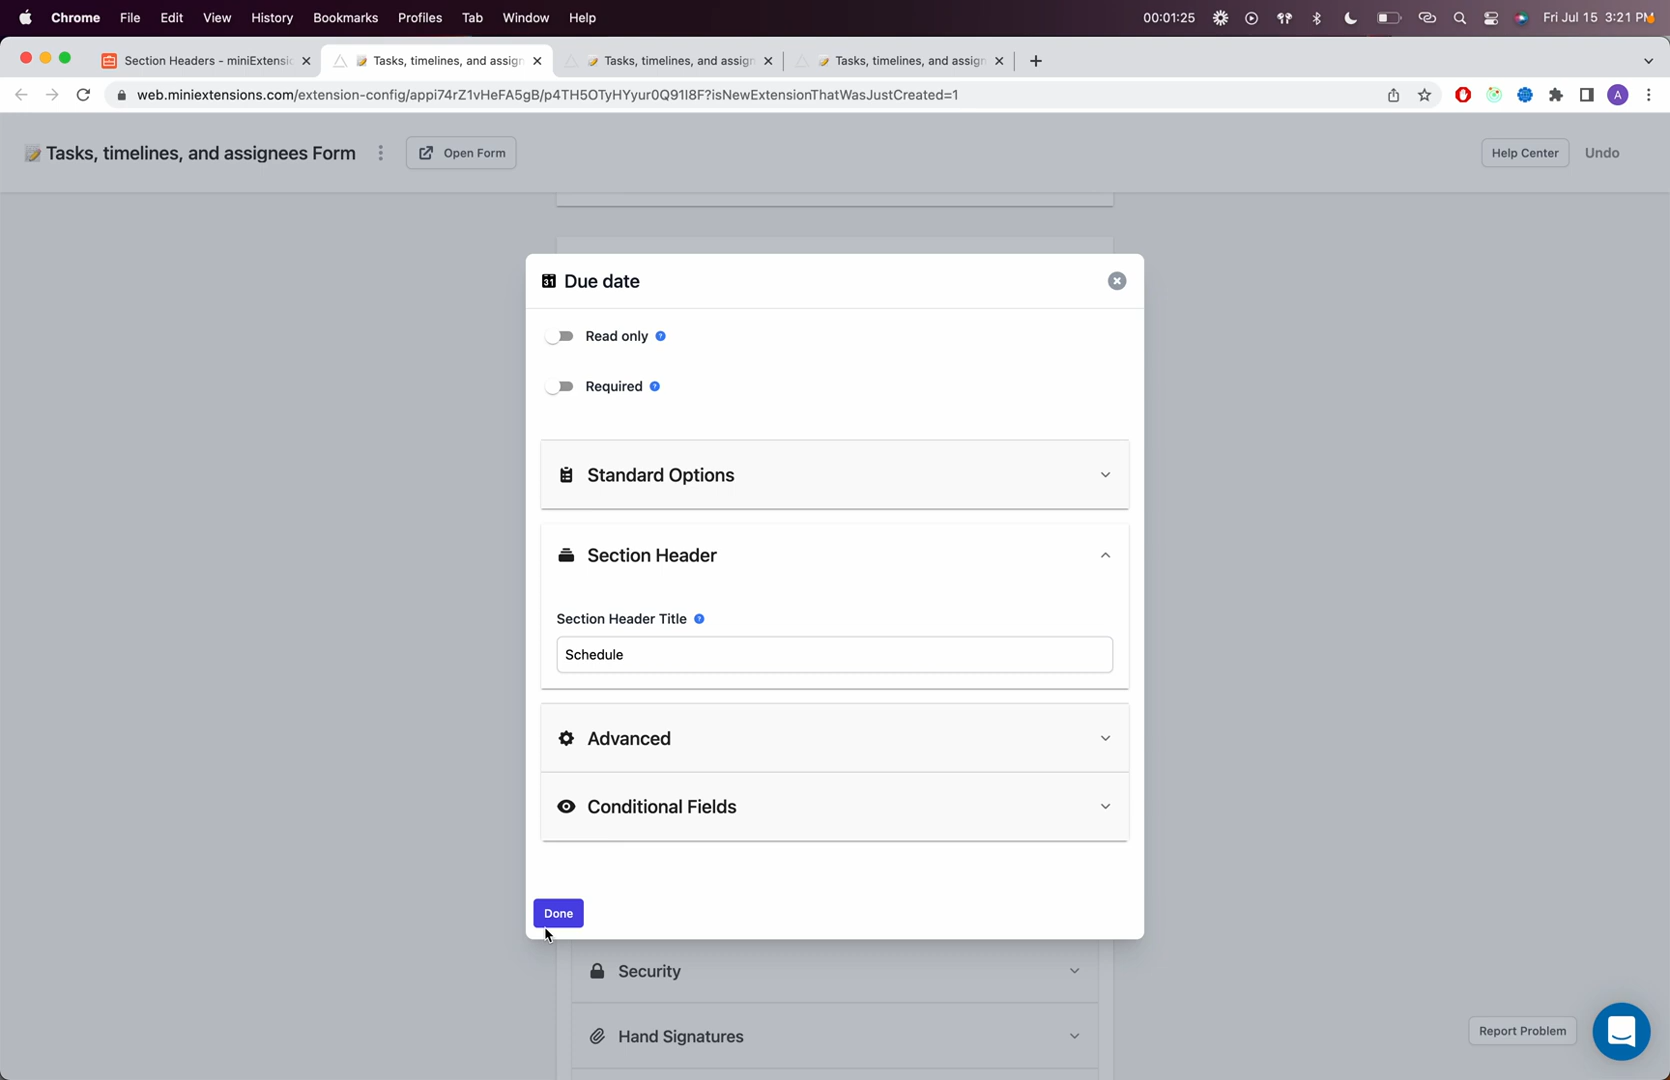 Chrome File Edit View History Bookmarks Profiles Tab Window Help 00:01:25 Fri Jul 15 3:21 PM
Section Headers - miniExtensio Tasks, timelines, and assign Tasks, timelines, and assign Tasks, timelines, and assign
web.miniextensions.com/extension-config/appi74rZ1vHeFA5gB/p4TH5OTyHYyur0Q91I8F?isNewExtensionThatWasJustCreated=1 A
Tasks, timelines, and assignees Form Open Form Help Center Undo
31 Due date
Read only ?
Required ?
Standard Options
Section Header
Section Header Title ?
Schedule
Advanced
Conditional Fields
Done
Security
Hand Signatures
Report Problem